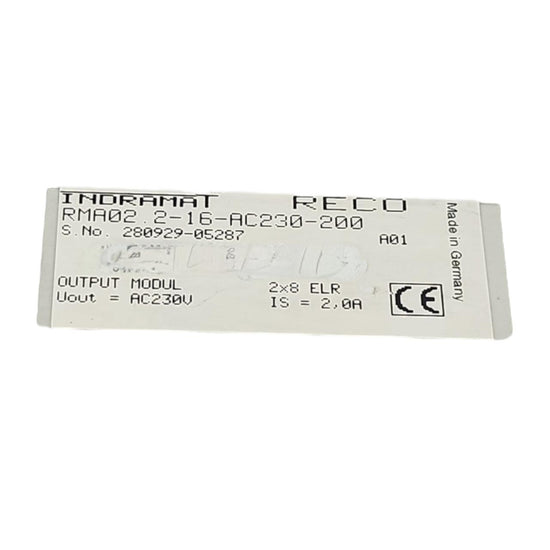 INDRAMAT RECO
RMA02.2-16-AC230-200
S.No. 280929-05287 A01
OUTPUT MODUL 2x8 ELR
Uout = AC230V IS = 2,0A
CE
Made in Germany